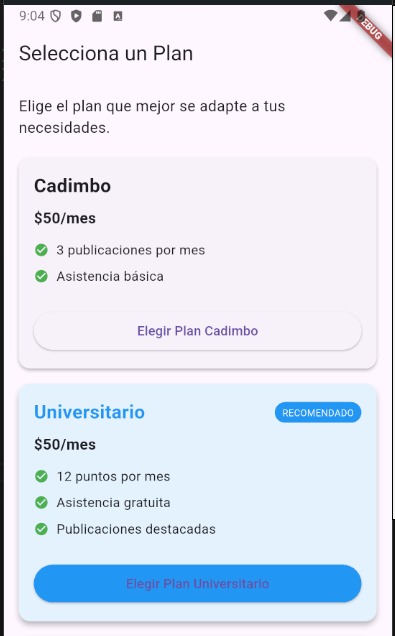 9:04
Selecciona un Plan
Elige el plan que mejor se adapte a tus
necesidades.
Cadimbo
$50/mes
3 publicaciones por mes
Asistencia básica
Elegir Plan Cadimbo
Universitario
RECOMENDADO
$50/mes
12 puntos por mes
Asistencia gratuita
Publicaciones destacadas
Elegir Plan Universitario